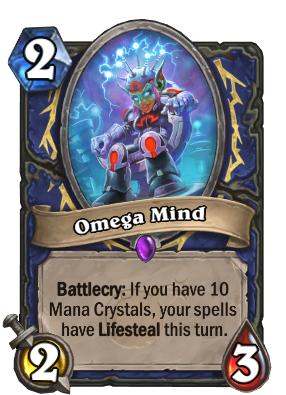 2
Omega Mind
Battlecry: If you have 10
Mana Crystals, your spells
have Lifesteal this turn.
2
3